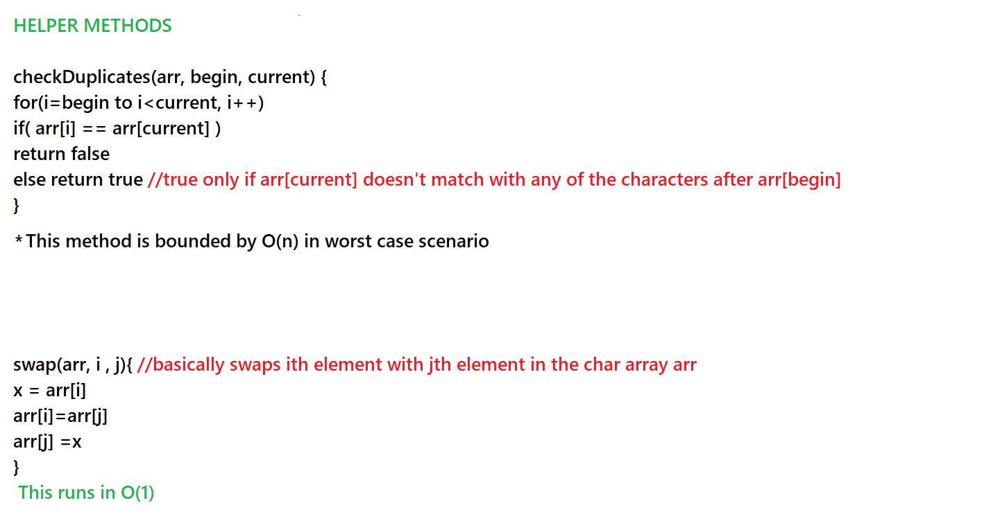 HELPER METHODS
checkDuplicates(arr, begin, current) {
for(i=begin to i<current, i++)
if( arr[i] == arr[current] )
return false
else return true //true only if arr[current] doesn't match with any of the characters after arr[begin]
}
* This method is bounded by O(n) in worst case scenario
swap(arr, i , j){ //basically swaps ith element with jth element in the char array arr
x = arr[i]
arr[i]=arr[j]
arr[j] =x
}
This runs in O(1)